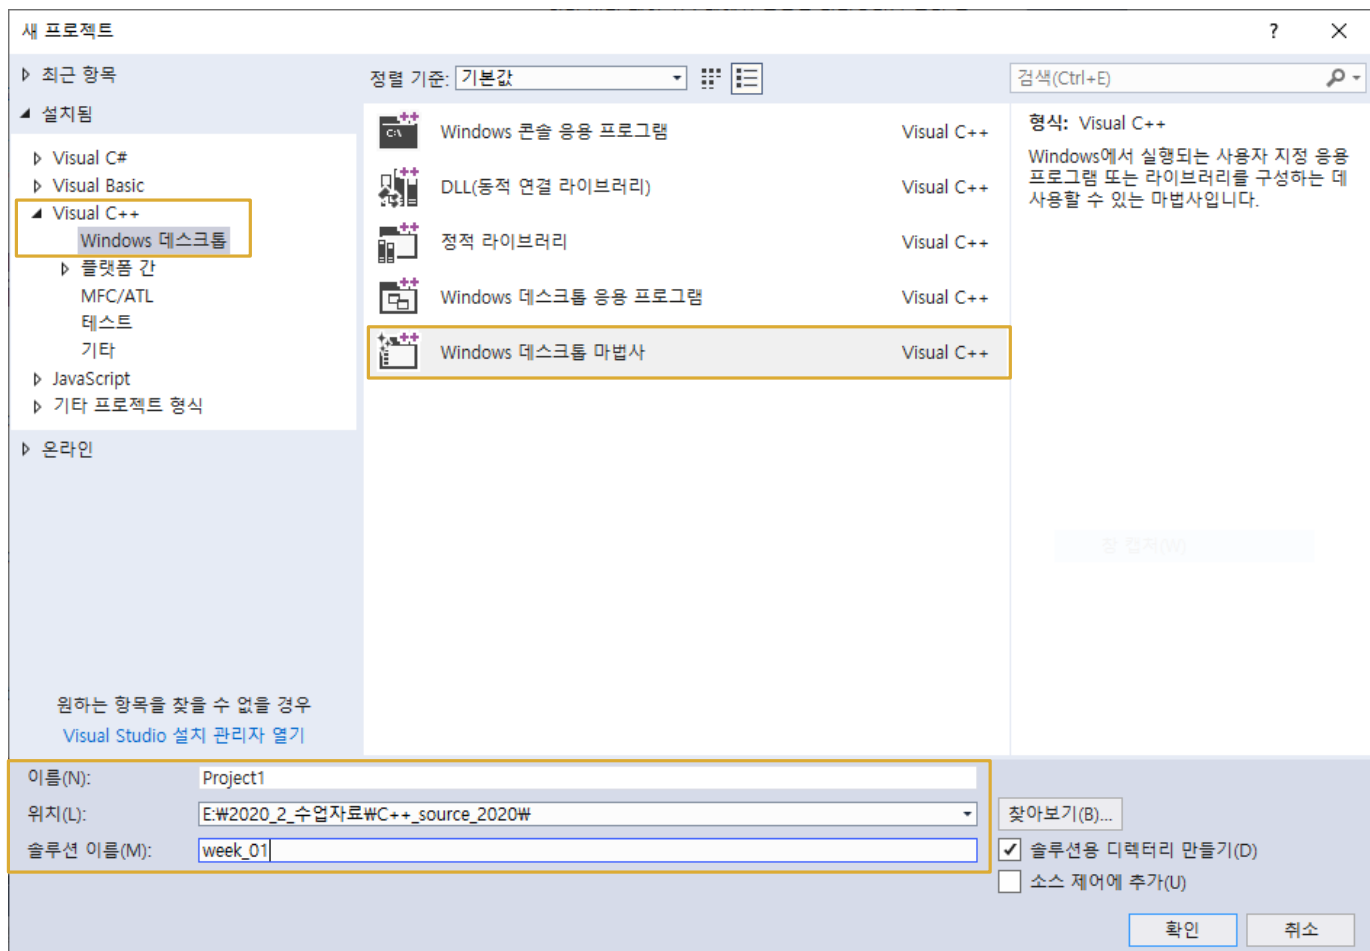 새 프로젝트
?
최근 항목
설치됨
Visual C#
Visual Basic
Visual C++
Windows 데스크톱
플랫폼 간
MFC/ATL
테스트
기타
JavaScript
기타 프로젝트 형식
온라인
원하는 항목을 찾을 수 없을 경우
Visual Studio 설치 관리자 열기
정렬 기준: 기본값
Windows 콘솔 응용 프로그램 Visual C++
DLL(동적 연결 라이브러리) Visual C++
정적 라이브러리 Visual C++
Windows 데스크톱 응용 프로그램 Visual C++
Windows 데스크톱 마법사 Visual C++
검색(Ctrl+E)
형식: Visual C++
Windows에서 실행되는 사용자 지정 응용
프로그램 또는 라이브러리를 구성하는 데
사용할 수 있는 마법사입니다.
창 캡처(W)
이름(N): Project1
위치(L): E:₩2020_2_수업자료₩C++_source_2020₩
찾아보기(B)...
솔루션 이름(M): week_01
솔루션용 디렉터리 만들기(D)
소스 제어에 추가(U)
확인 취소